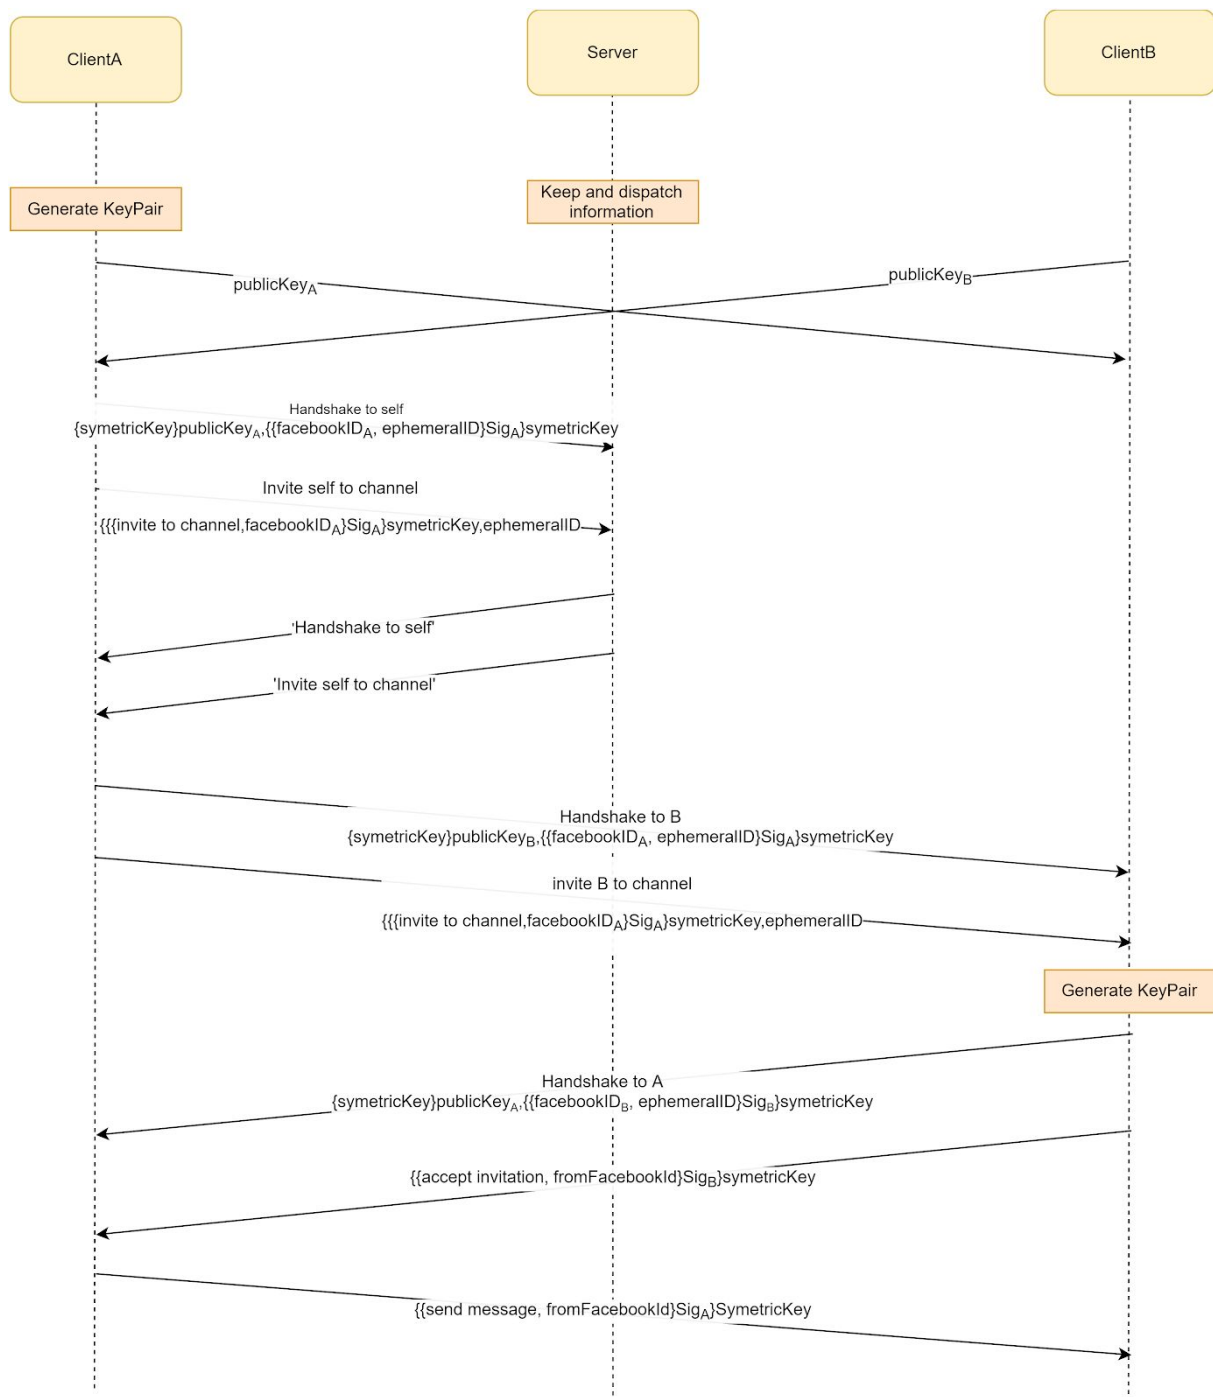 ClientA
Server
ClientB
Generate KeyPair
Keep and dispatch
information
publicKeyA
publicKeyB
Handshake to self
{symetricKey}publicKeyA,{{facebookIDA, ephemeralID}SigA}symetricKey
Invite self to channel
{{{invite to channel,facebookIDA}SigA}symetricKey,ephemeralID
'Handshake to self'
'Invite self to channel'
Handshake to B
{symetricKey}publicKeyB,{{facebookIDA, ephemeralID}SigA}symetricKey
invite B to channel
{{{invite to channel,facebookIDA}SigA}symetricKey,ephemeralID
Generate KeyPair
Handshake to A
{symetricKey}publicKeyA,{{facebookIDB, ephemeralID}SigB}symetricKey
{{accept invitation, fromFacebookId}SigB}symetricKey
{{send message, fromFacebookId}SigA}SymetricKey